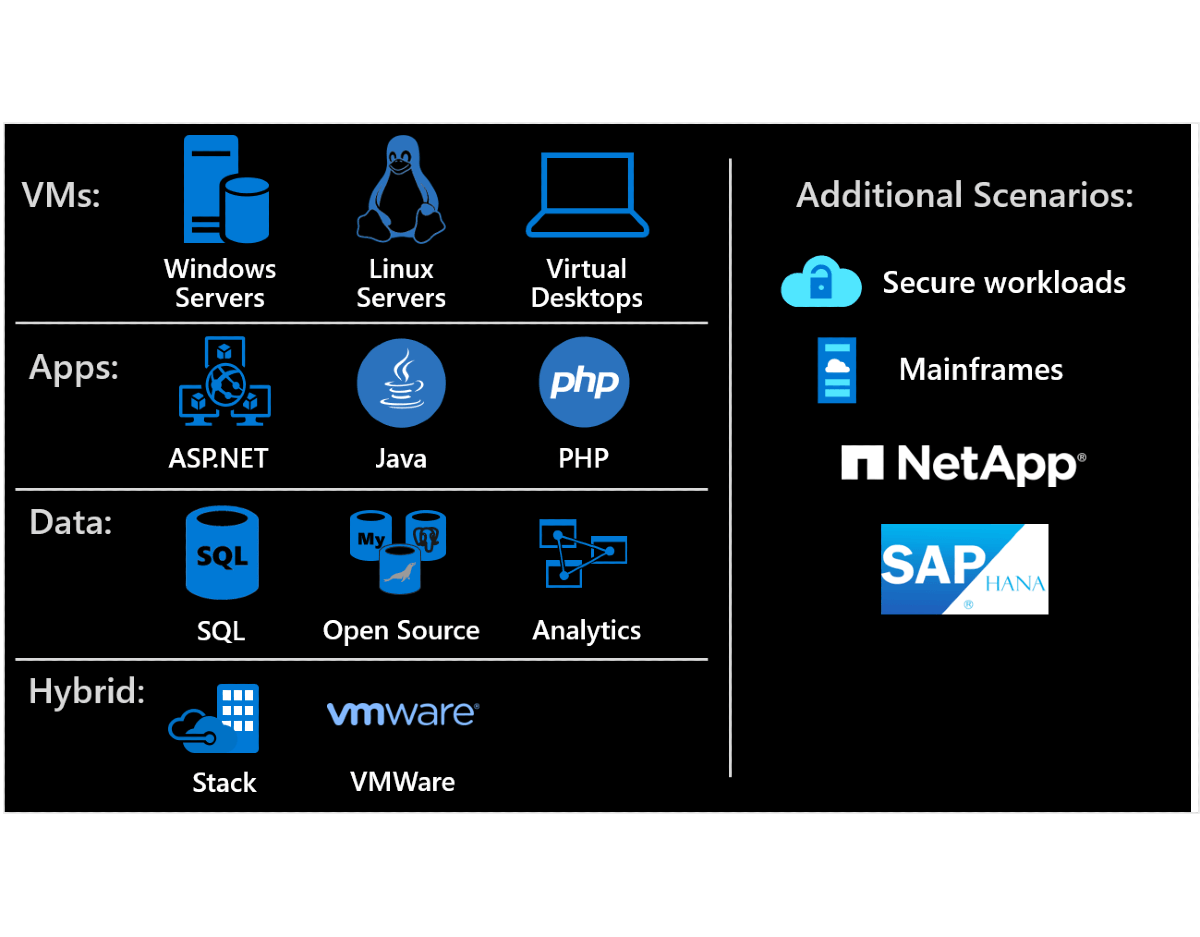 VMs:
Windows
Servers
Linux
Servers
Virtual
Desktops
Apps:
php
ASP.NET
Java
PHP
Data:
SQL
My
SQL
Open Source
Analytics
Hybrid:
vmware®
Stack
VMWare
Additional Scenarios:
Secure workloads
Mainframes
NetApp®
SAP®
HANA